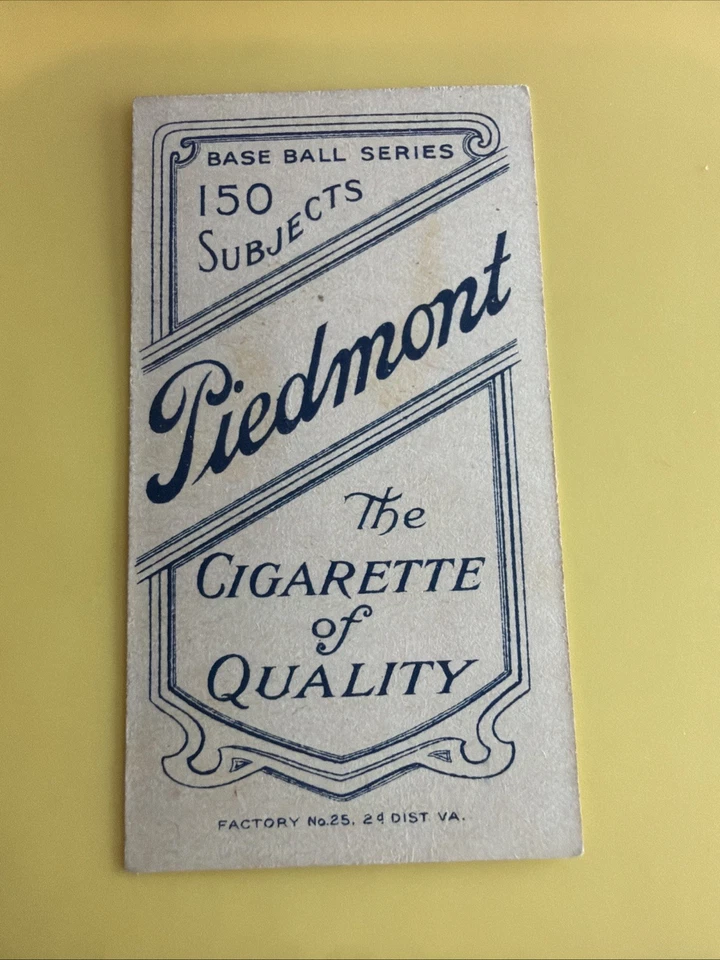 BASE BALL SERIES
150
SUBJECTS
Piedmont
The
CIGARETTE
of
QUALITY
FACTORY No.25, 2d DIST. VA.